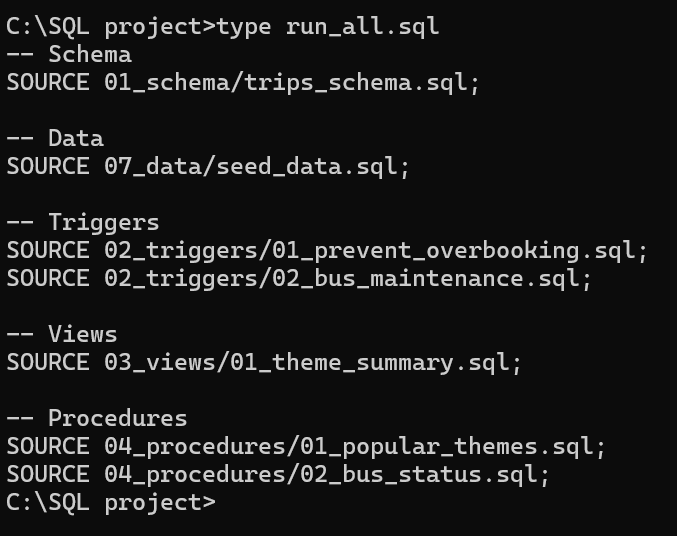 C:\SQL project>type run_all.sql
-- Schema
SOURCE 01_schema/trips_schema.sql;
-- Data
SOURCE 07_data/seed_data.sql;
-- Triggers
SOURCE 02_triggers/01_prevent_overbooking.sql;
SOURCE 02_triggers/02_bus_maintenance.sql;
-- Views
SOURCE 03_views/01_theme_summary.sql;
-- Procedures
SOURCE 04_procedures/01_popular_themes.sql;
SOURCE 04_procedures/02_bus_status.sql;
C:\SQL project>